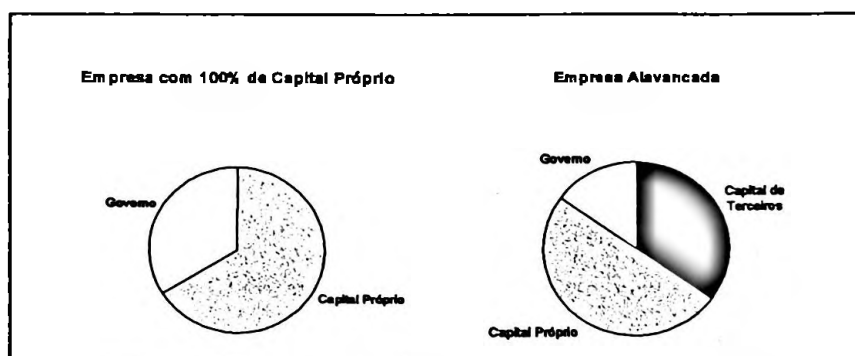 Empresa com 100% de Capital Próprio
Empresa Alavancada
Governo
Capital Próprio
Governo
Capital de
Terceiros
Capital Próprio